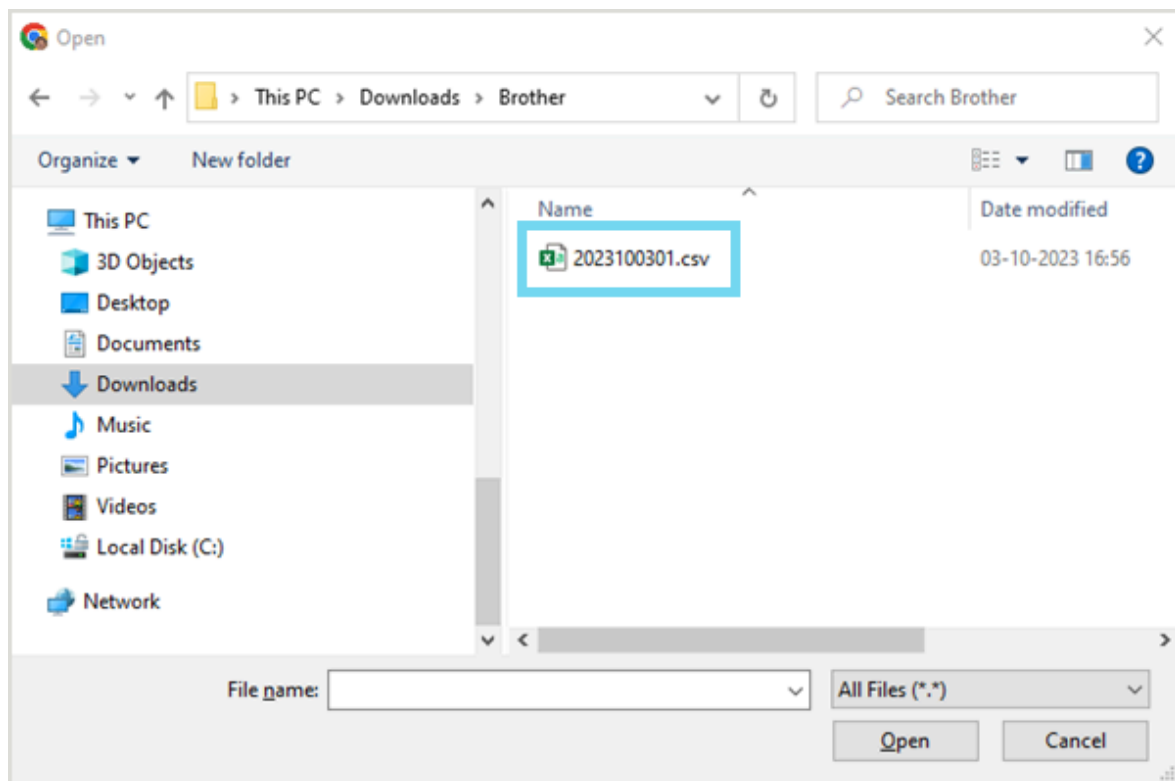 Open
This PC > Downloads > Brother
Search Brother
Organize
New folder
?
Name
Date modified
2023100301.csv
03-10-2023 16:56
This PC
3D Objects
Desktop
Documents
Downloads
Music
Pictures
Videos
Local Disk (C:)
Network
File name:
All Files (*.*)
Open
Cancel